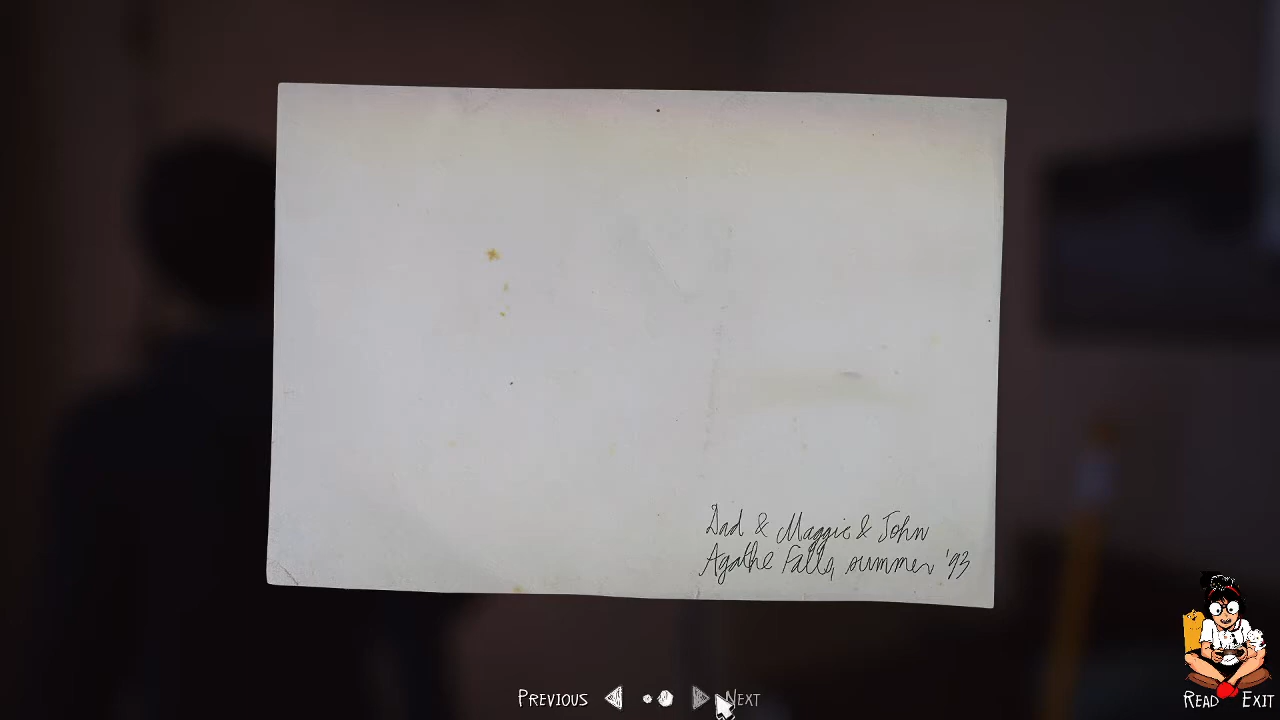 Dad & Maggie & John
Agathe Falls, summer '93
PREVIOUS
NEXT
READ
EXIT